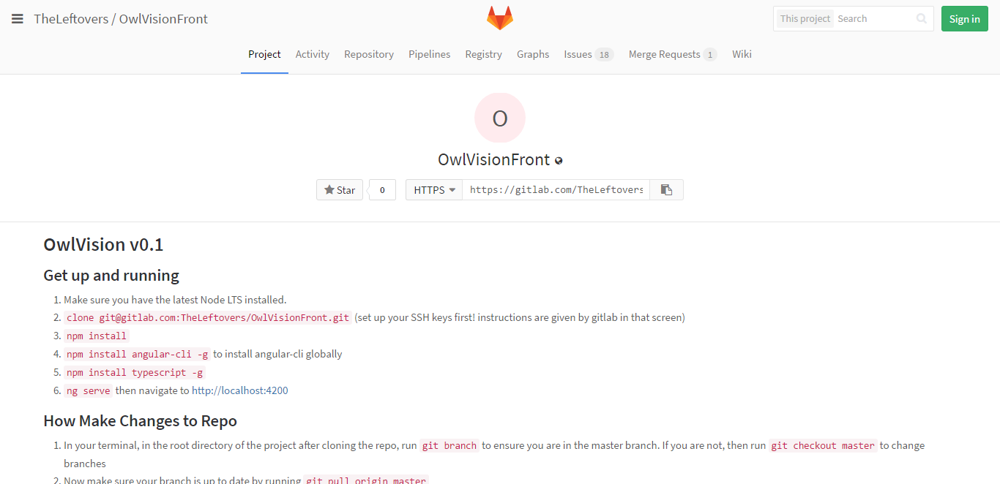 TheLeftovers / OwlVisionFront
This project Search
Sign in
Project Activity Repository Pipelines Registry Graphs Issues 18 Merge Requests 1 Wiki
O
OwlVisionFront
Star 0 HTTPS https://gitlab.com/TheLeftovers
OwlVision v0.1
Get up and running
1. Make sure you have the latest Node LTS installed.
2. clone git@gitlab.com:TheLeftovers/OwlVisionFront.git (set up your SSH keys first! instructions are given by gitlab in that screen)
3. npm install
4. npm install angular-cli -g to install angular-cli globally
5. npm install typescript -g
6. ng serve then navigate to http://localhost:4200
How Make Changes to Repo
1. In your terminal, in the root directory of the project after cloning the repo, run git branch to ensure you are in the master branch. If you are not, then run git checkout master to change
branches
2. Now make sure your branch is up to date by running git pull origin master